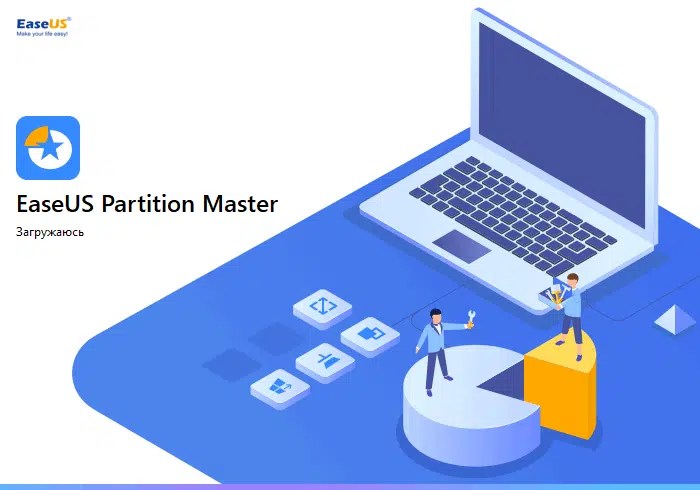 EaseUS®
Make your life easy!
EaseUS Partition Master
Загружаюсь